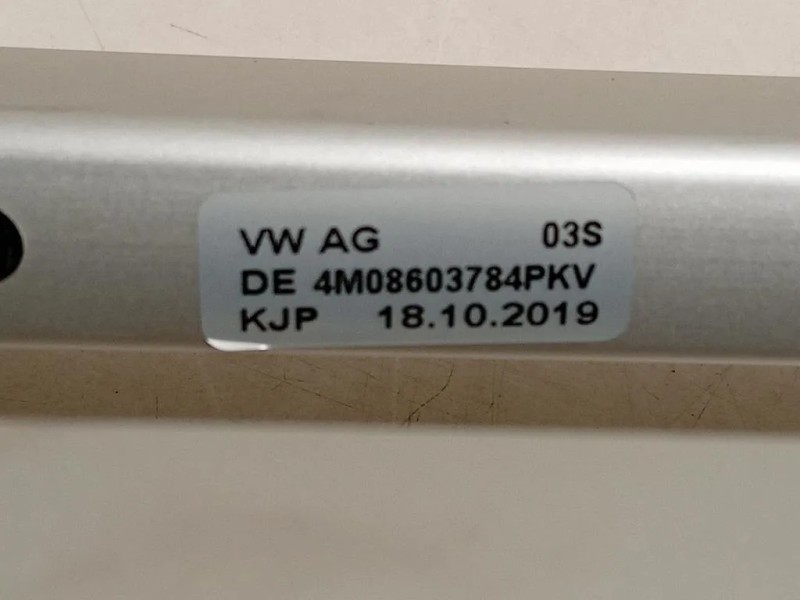 VW AG 03S
DE 4M08603784PKV
KJP 18.10.2019